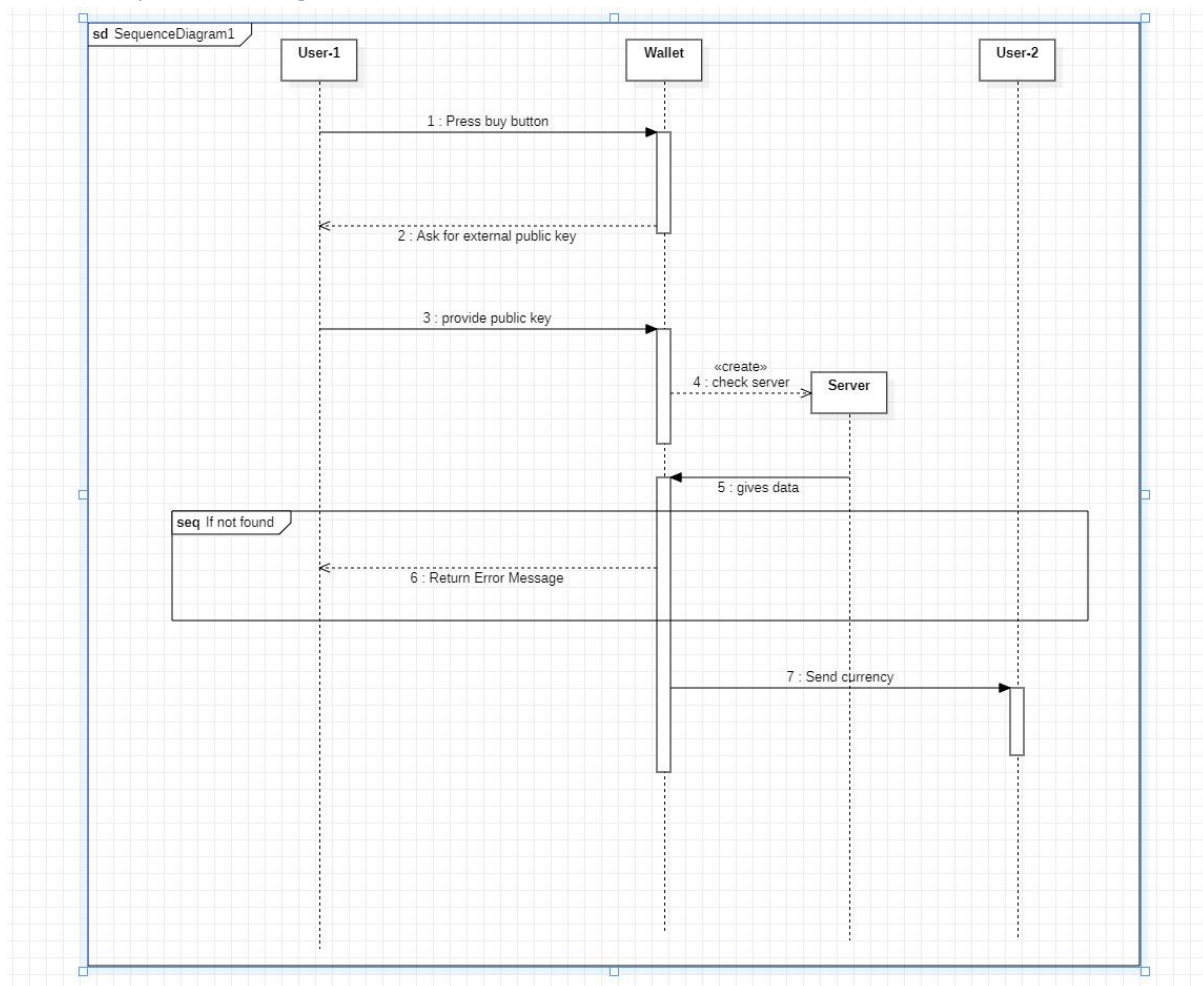 sd SequenceDiagram1
User-1
Wallet
User-2
1 : Press buy button
2 : Ask for external public key
3 : provide public key
«create»
4 : check server
Server
5 : gives data
seq If not found
6 : Return Error Message
7 : Send currency